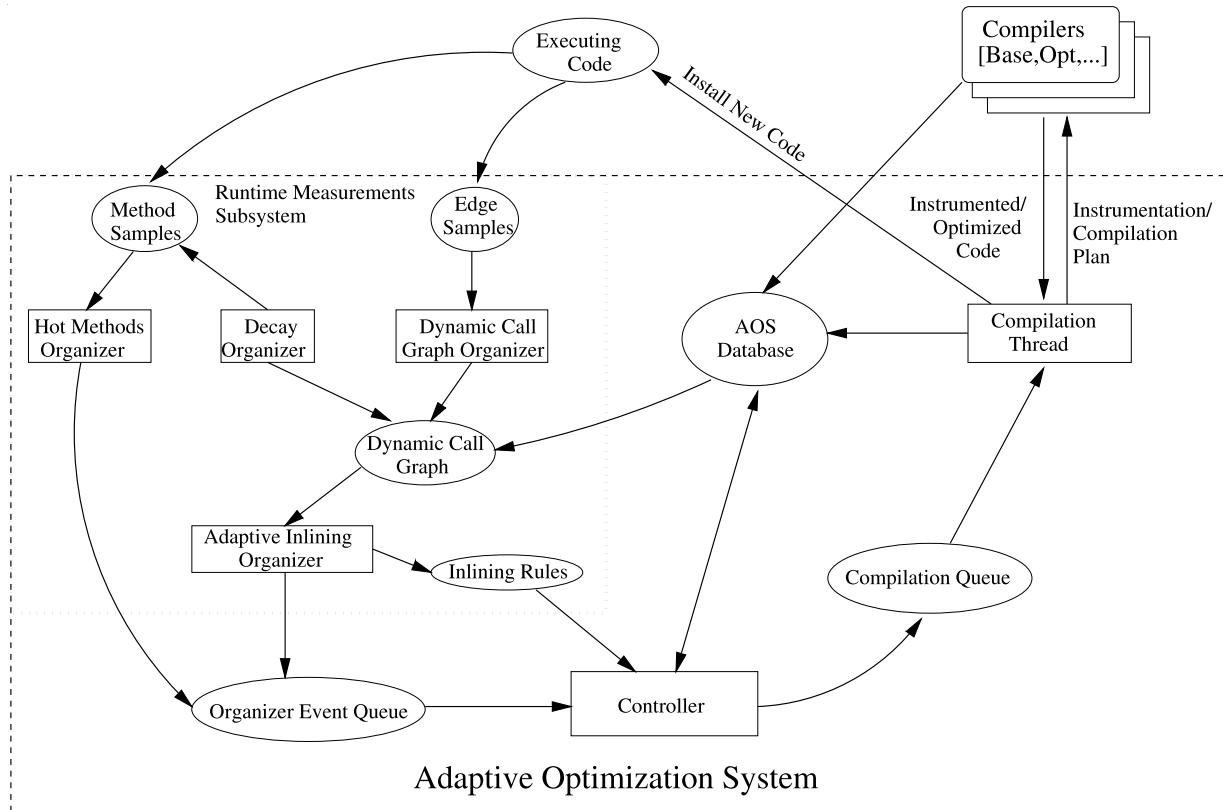 Executing
Code
Compilers
[Base,Opt,...]
Install New Code
Runtime Measurements
Subsystem
Method
Samples
Edge
Samples
Instrumented/
Optimized
Code
Instrumentation/
Compilation
Plan
Hot Methods
Organizer
Decay
Organizer
Dynamic Call
Graph Organizer
AOS
Database
Compilation
Thread
Dynamic Call
Graph
Adaptive Inlining
Organizer
Inlining Rules
Compilation Queue
Organizer Event Queue
Controller
Adaptive Optimization System